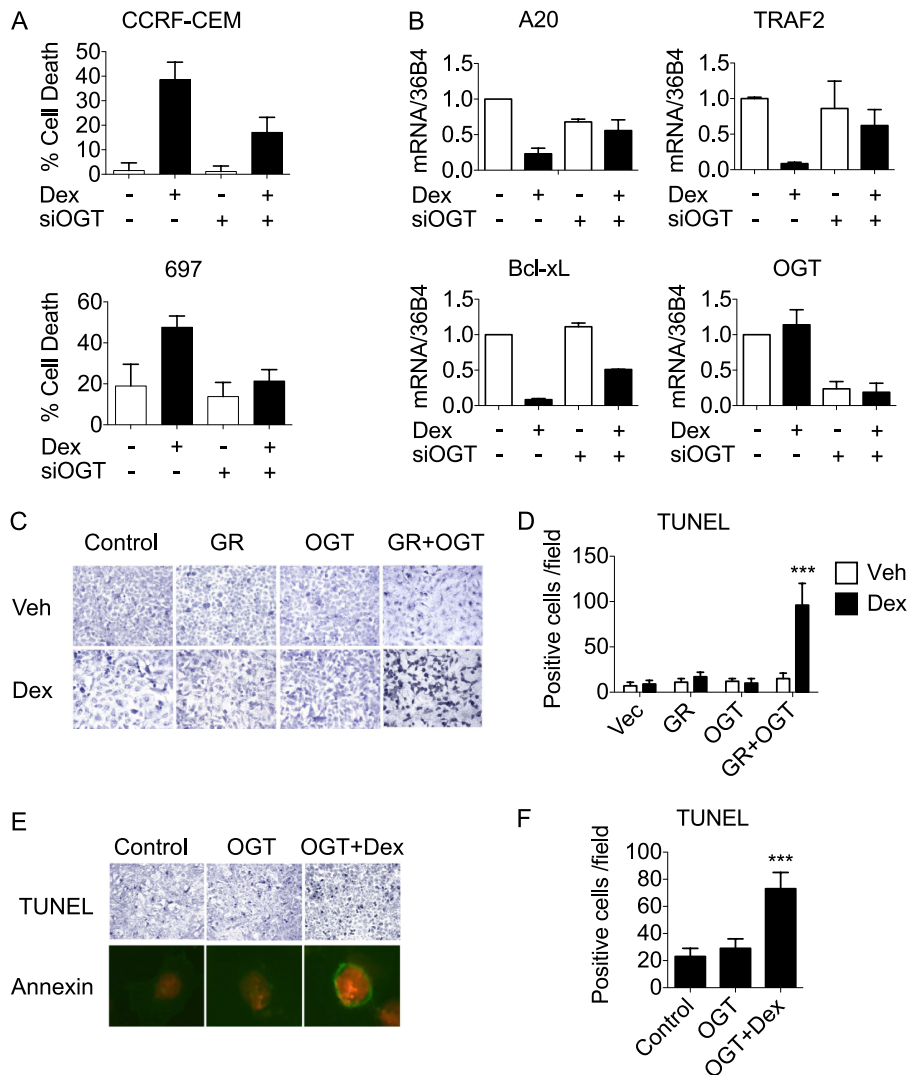 A
CCRF-CEM
% Cell Death
50
40
30
20
10
0
Dex - + - +
siOGT - - + +
697
% Cell Death
60
40
20
0
Dex - + - +
siOGT - - + +
B
A20
mRNA/36B4
1.5
1.0
0.5
0.0
Dex - + - +
siOGT - - + +
TRAF2
mRNA/36B4
1.5
1.0
0.5
0.0
Dex - + - +
siOGT - - + +
Bcl-xL
mRNA/36B4
1.5
1.0
0.5
0.0
Dex - + - +
siOGT - - + +
OGT
mRNA/36B4
1.5
1.0
0.5
0.0
Dex - + - +
siOGT - - + +
C
Control GR OGT GR+OGT
Veh
Dex
D
TUNEL
Positive cells /field
150
100
50
0
***
Vec GR OGT GR+OGT
Veh
Dex
E
Control OGT OGT+Dex
TUNEL
Annexin
F
TUNEL
Positive cells/field
100
80
60
40
20
0
***
Control OGT OGT+Dex